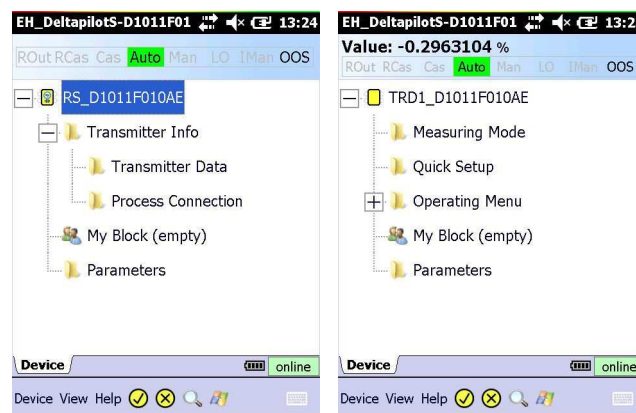 EH_DeltapilotS-D1011F01 13:24
ROut RCas Cas Auto Man LO IMan OOS
RS_D1011F010AE
Transmitter Info
Transmitter Data
Process Connection
My Block (empty)
Parameters
Device online
Device View Help
EH_DeltapilotS-D1011F01 13:2
Value: -0.2963104 %
ROut RCas Cas Auto Man LO IMan OOS
TRD1_D1011F010AE
Measuring Mode
Quick Setup
Operating Menu
My Block (empty)
Parameters
Device online
Device View Help